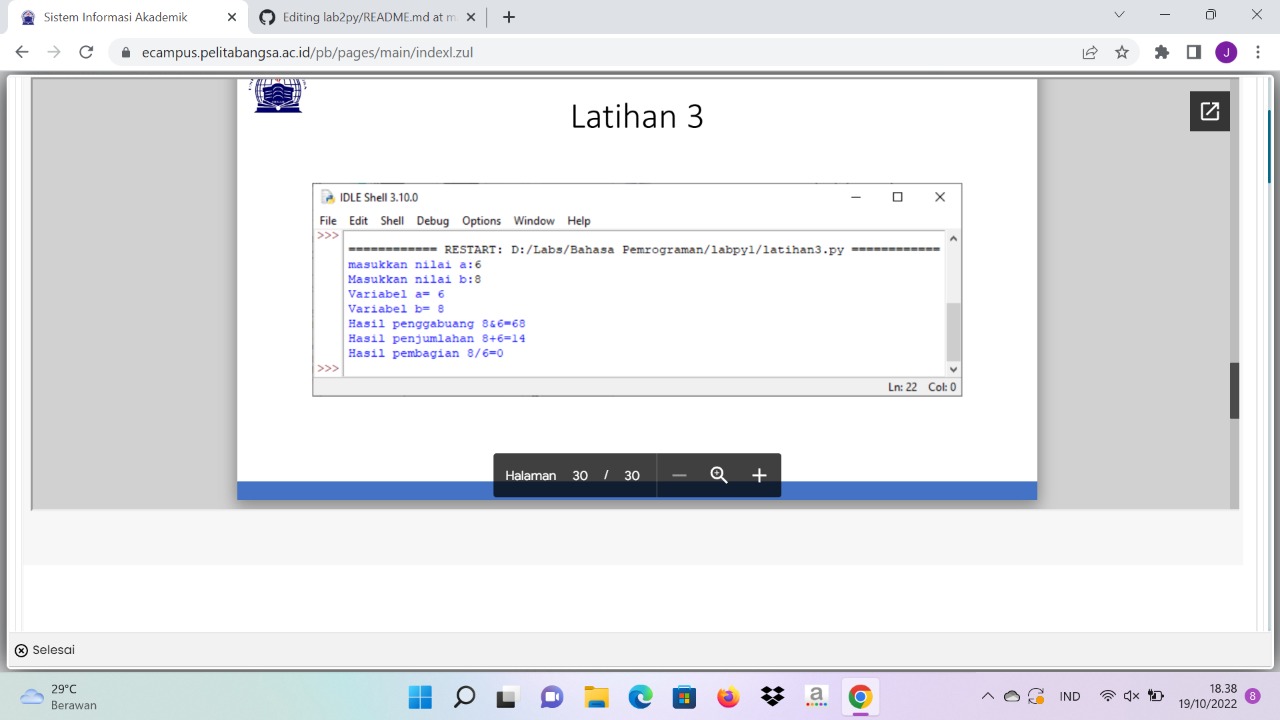 Sistem Informasi Akademik
Editing lab2py/README.md at m
ecampus.pelitabangsa.ac.id/pb/pages/main/indexl.zul
J
Latihan 3
IDLE Shell 3.10.0
File Edit Shell Debug Options Window Help
>>>
============ RESTART: D:/Labs/Bahasa Pemrograman/labpy1/latihan3.py ============
masukkan nilai a:6
Masukkan nilai b:8
Variabel a= 6
Variabel b= 8
Hasil penggabuang 8&6=68
Hasil penjumlahan 8+6=14
Hasil pembagian 8/6=0
>>>
Ln: 22 Col: 0
Halaman 30 / 30
Selesai
29°C
Berawan
a
IND
18.38
19/10/2022
8